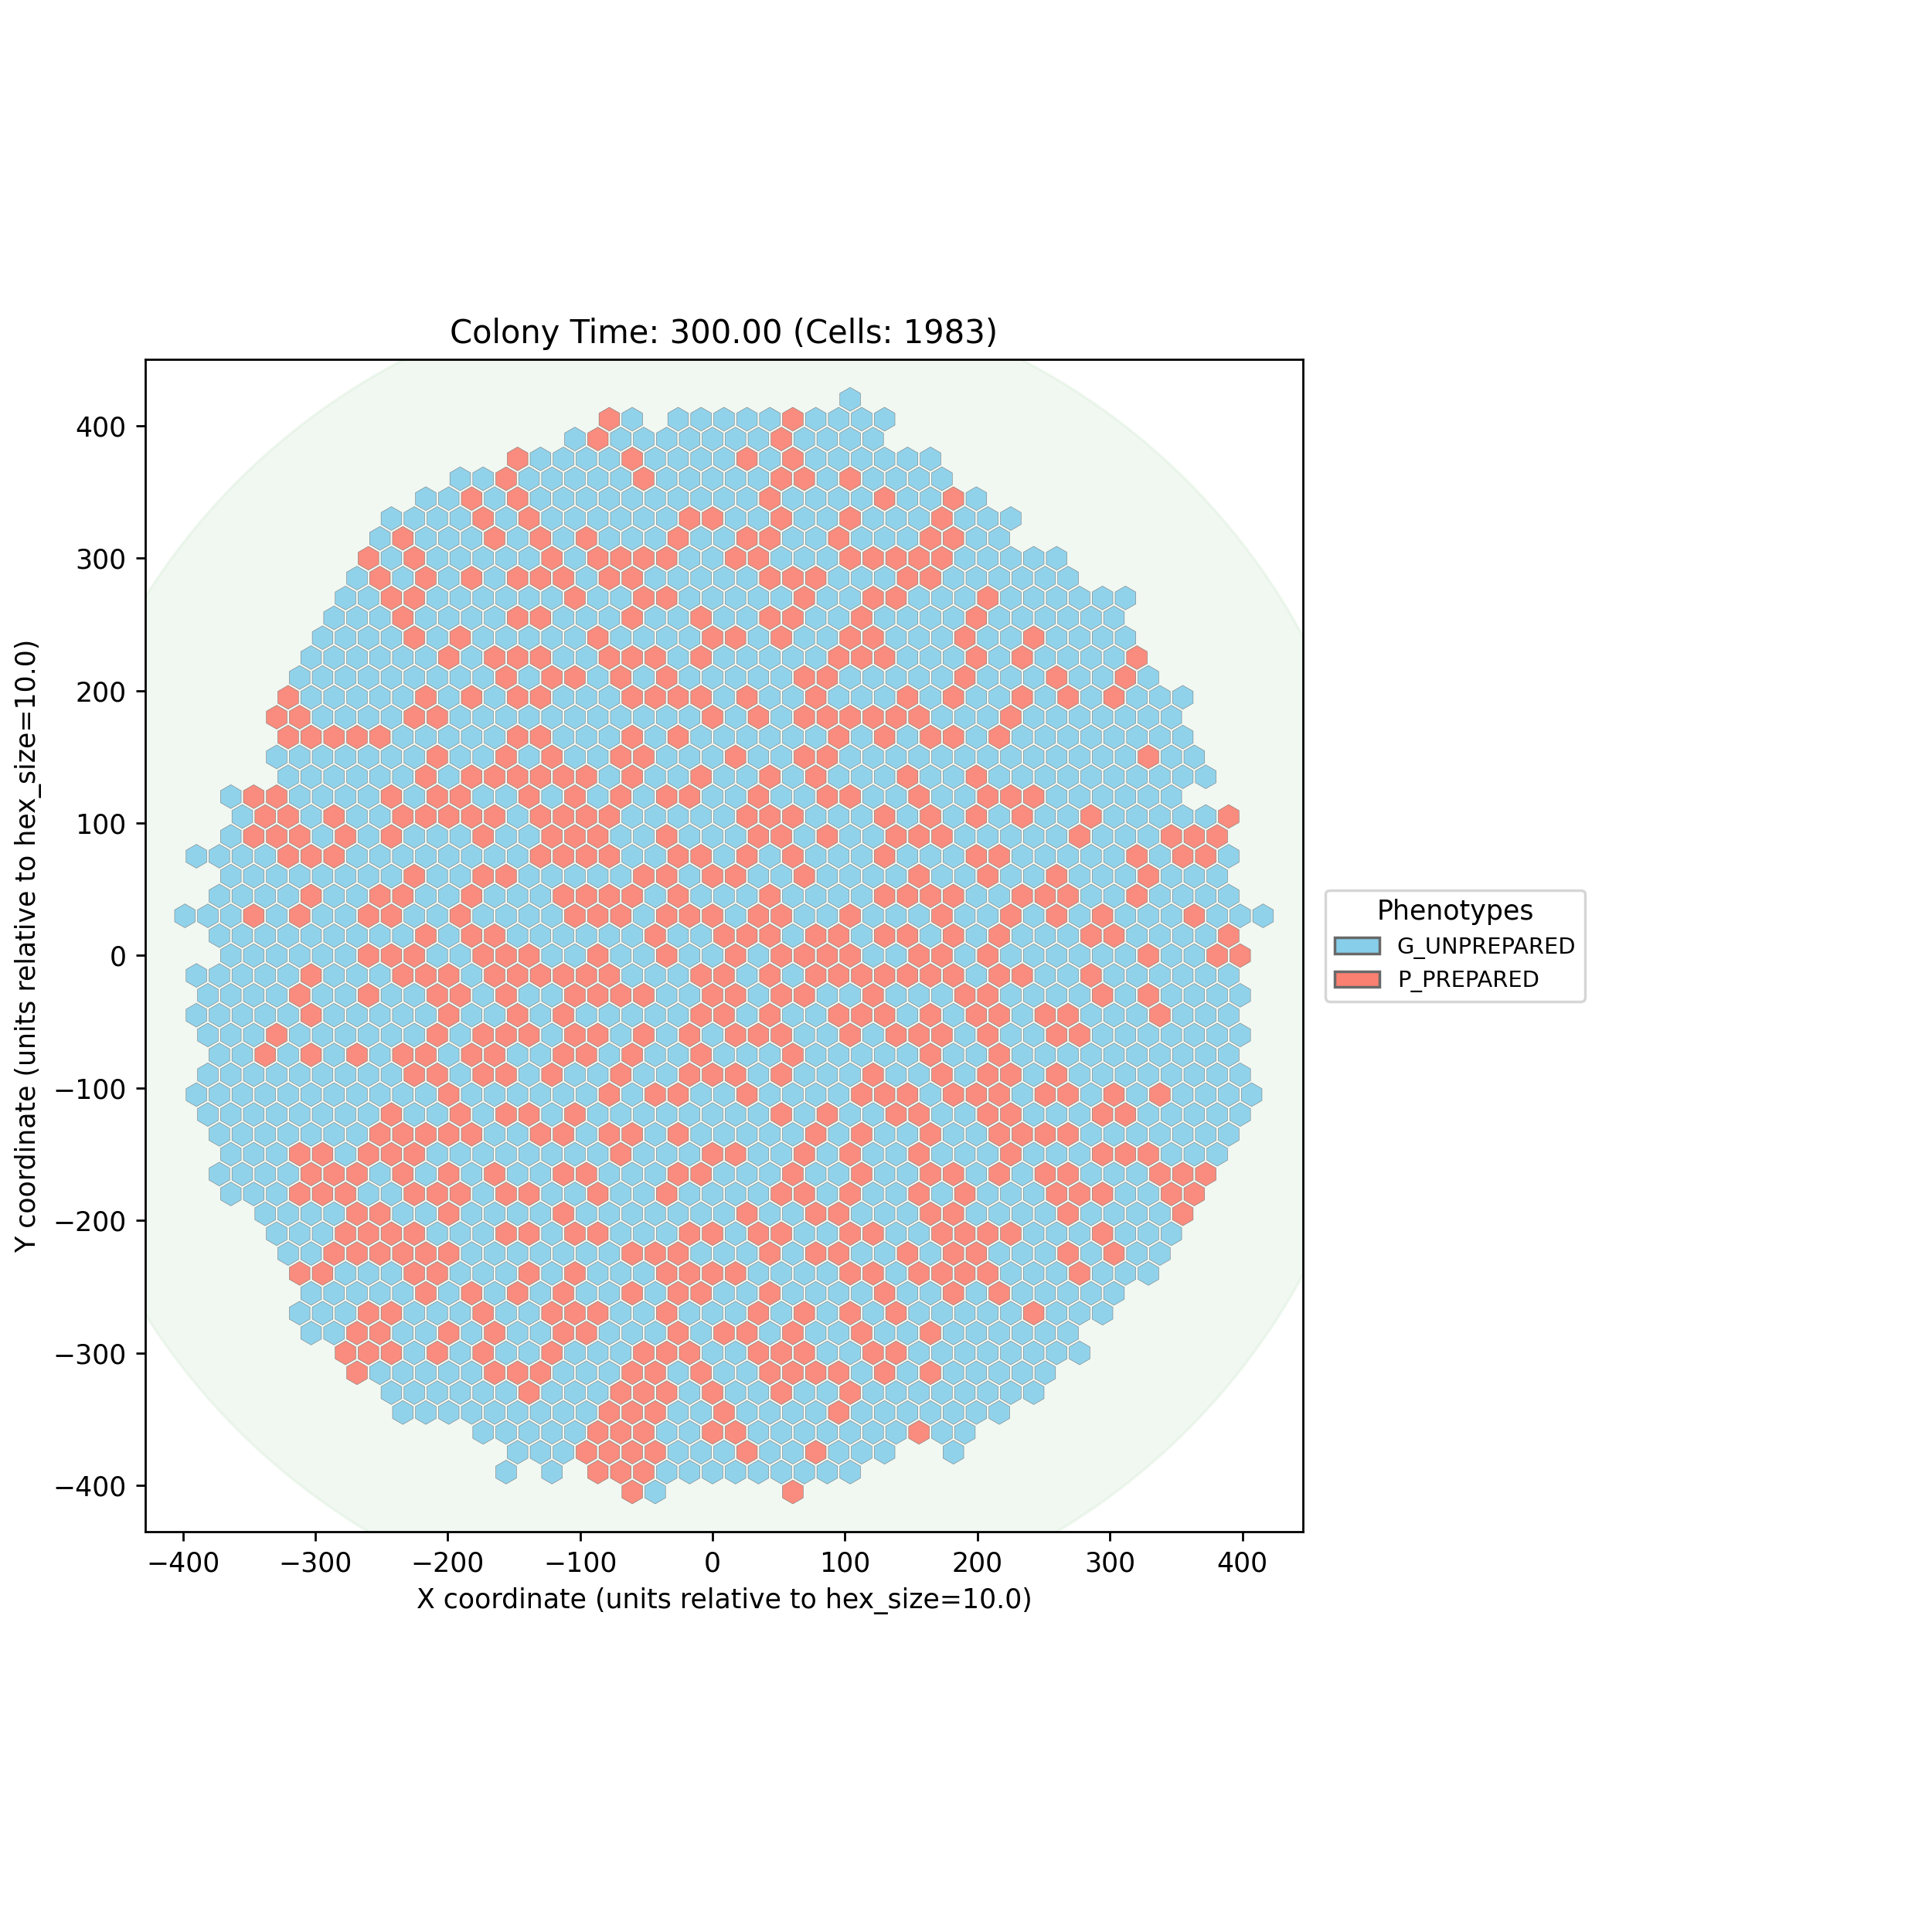 Colony Time: 300.00 (Cells: 1983)
Y coordinate (units relative to hex_size=10.0)
400
300
200
100
0
−100
−200
−300
−400
−400 −300 −200 −100 0 100 200 300 400
X coordinate (units relative to hex_size=10.0)
Phenotypes
G_UNPREPARED
P_PREPARED